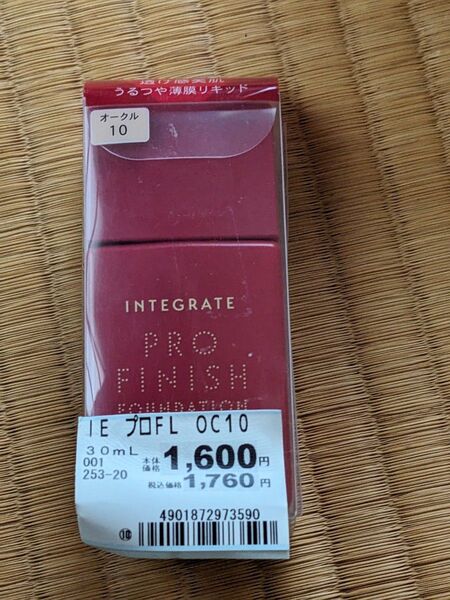 透け感美肌
うるつや薄膜リキッド
オークル
10
INTEGRATE
PRO
FINISH
FOUNDATION
IE プロFL OC10
30mL
001
253-20
本体価格 1,600円
税込価格 1,760円
4901872973590